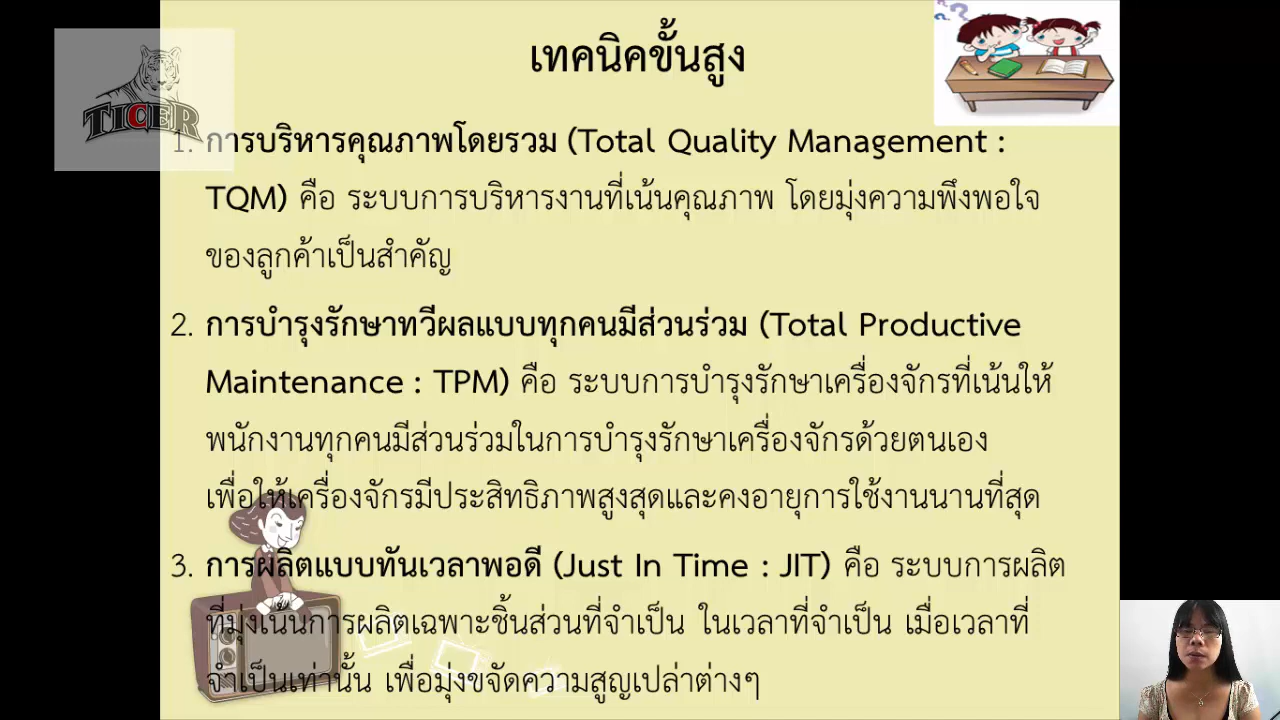 เทคนิคขั้นสูง
TIGER
1. การบริหารคุณภาพโดยรวม (Total Quality Management :
TQM) คือ ระบบการบริหารงานที่เน้นคุณภาพ โดยมุ่งความพึงพอใจ
ของลูกค้าเป็นสำคัญ
2. การบำรุงรักษาทวีผลแบบทุกคนมีส่วนร่วม (Total Productive
Maintenance : TPM) คือ ระบบการบำรุงรักษาเครื่องจักรที่เน้นให้
พนักงานทุกคนมีส่วนร่วมในการบำรุงรักษาเครื่องจักรด้วยตนเอง
เพื่อให้เครื่องจักรมีประสิทธิภาพสูงสุดและคงอายุการใช้งานนานที่สุด
3. การผลิตแบบทันเวลาพอดี (Just In Time : JIT) คือ ระบบการผลิต
ที่มุ่งเน้นการผลิตเฉพาะชิ้นส่วนที่จำเป็น ในเวลาที่จำเป็น เมื่อเวลาที่
จำเป็นเท่านั้น เพื่อมุ่งขจัดความสูญเปล่าต่างๆ